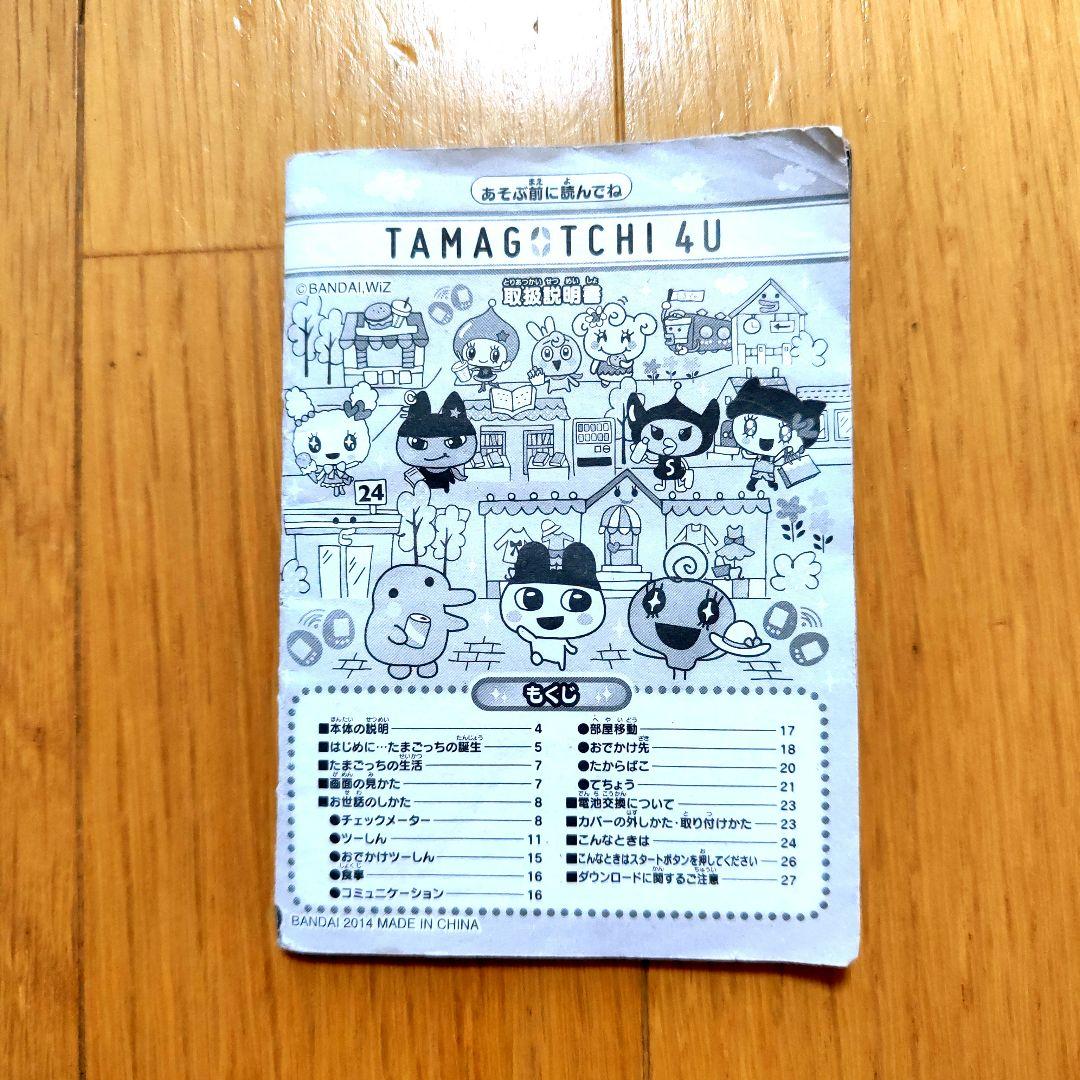 あそぶ前に読んでね
TAMAGOTCHI 4U
©BANDAI,WiZ
取扱説明書
24
S
もくじ
■本体の説明 4
■はじめに…たまごっちの誕生 5
■たまごっちの生活 7
■画面の見かた 7
■お世話のしかた 8
●チェックメーター 8
●ツーしん 11
●おでかけツーしん 15
●食事 16
●コミュニケーション 16
●部屋移動 17
●おでかけ先 18
●たからばこ 20
●てちょう 21
■電池交換について 23
■カバーの外しかた・取り付けかた 23
■こんなときは 24
■こんなときはスタートボタンを押してください 26
■ダウンロードに関するご注意 27
BANDAI 2014 MADE IN CHINA